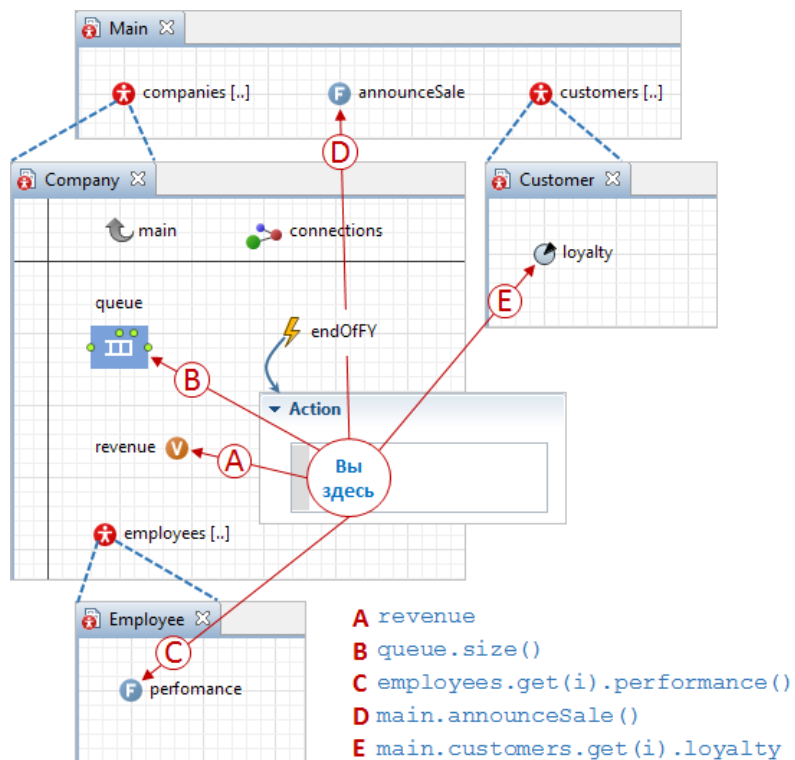 Main
companies [..]
F
announceSale
customers [..]
D
Company
Customer
main
connections
loyalty
E
queue
endOfFY
B
Action
revenue
V
A
Вы
здесь
employees [..]
Employee
C
F
perfomance
A revenue
B queue.size()
C employees.get(i).performance()
D main.announceSale()
E main.customers.get(i).loyalty